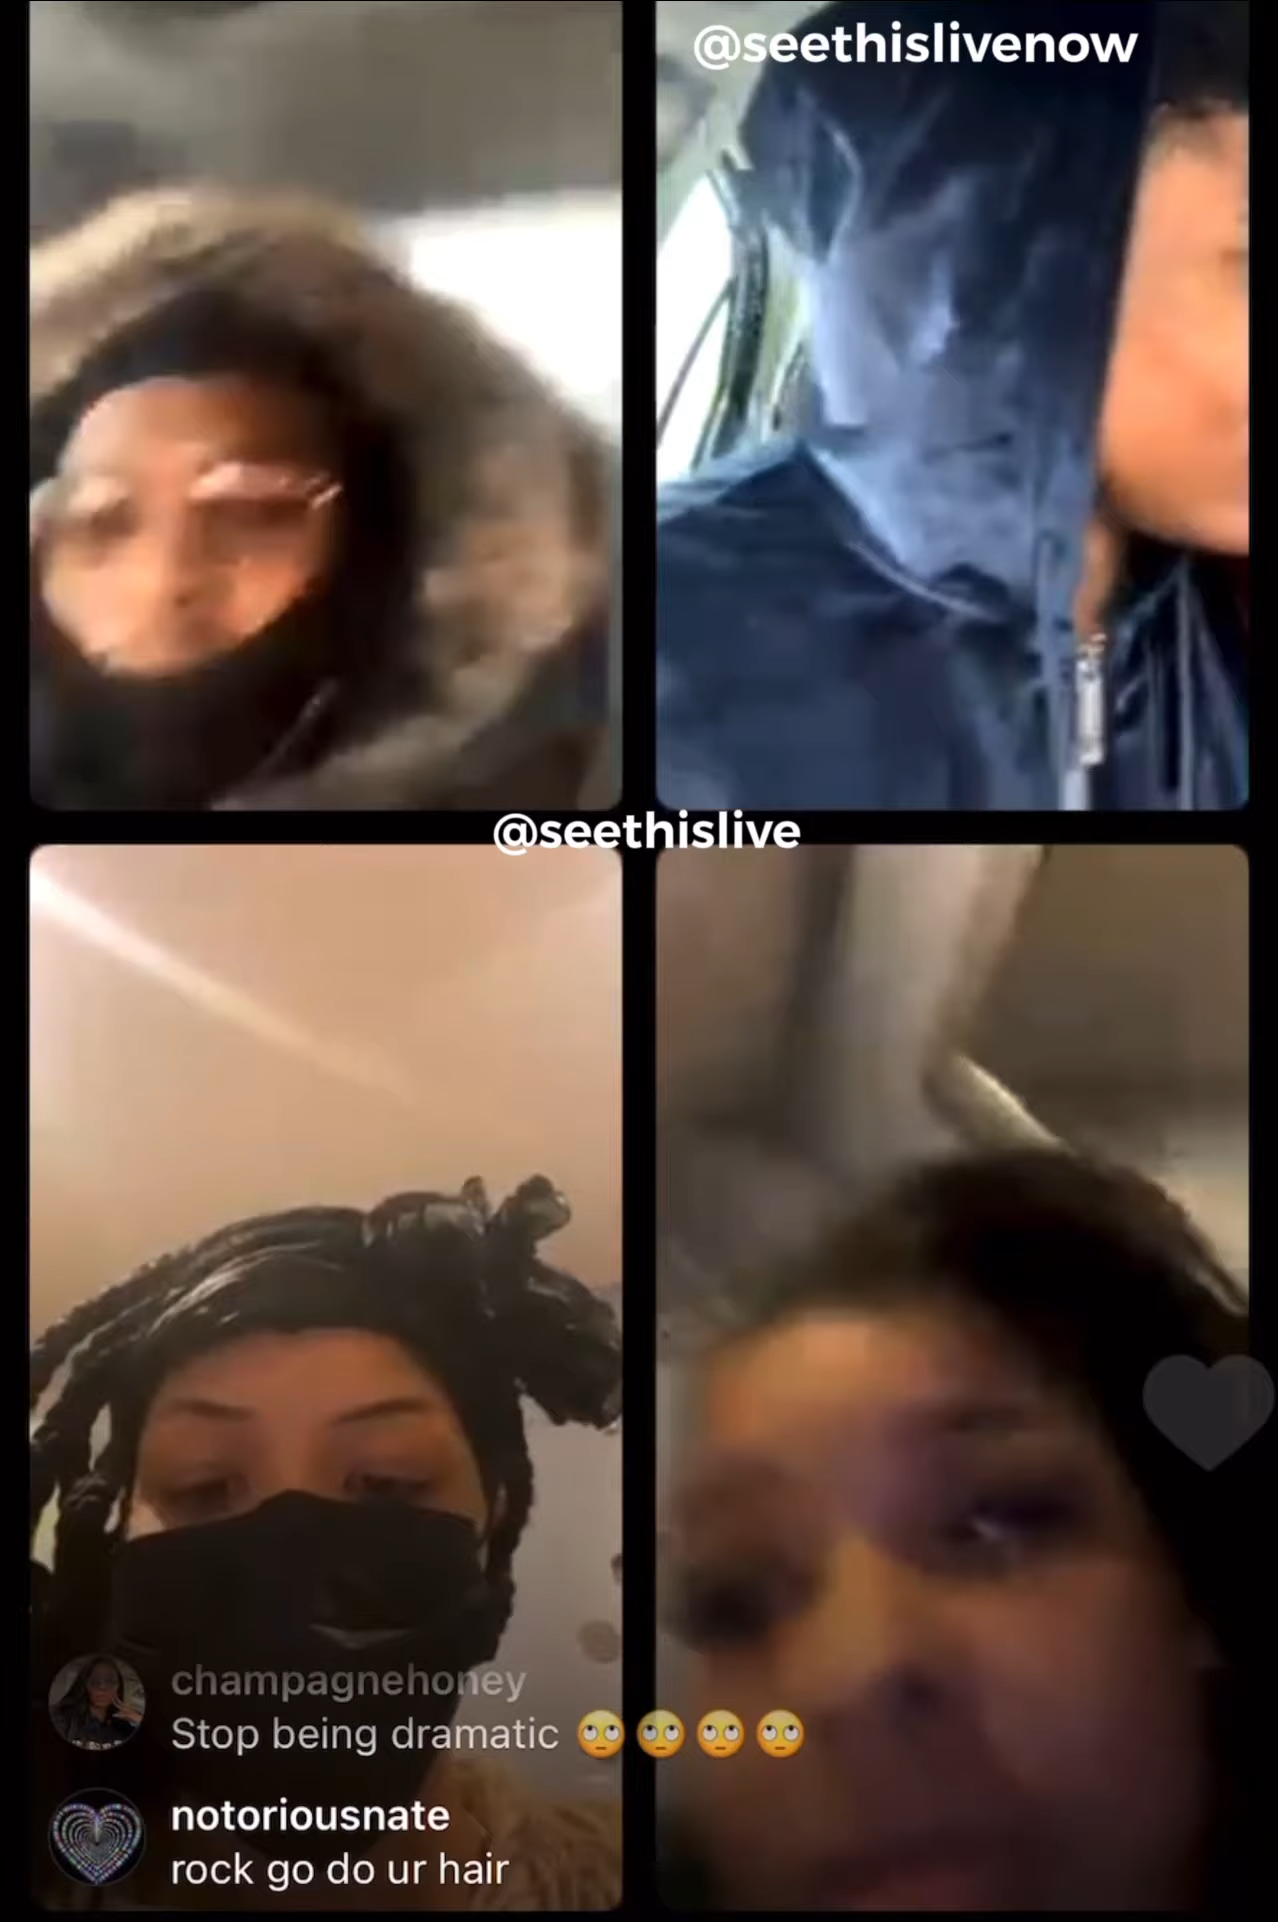 @seethislivenow
@seethislive
champagnehoney
Stop being dramatic 🙄🙄🙄🙄
notoriousnate
rock go do ur hair